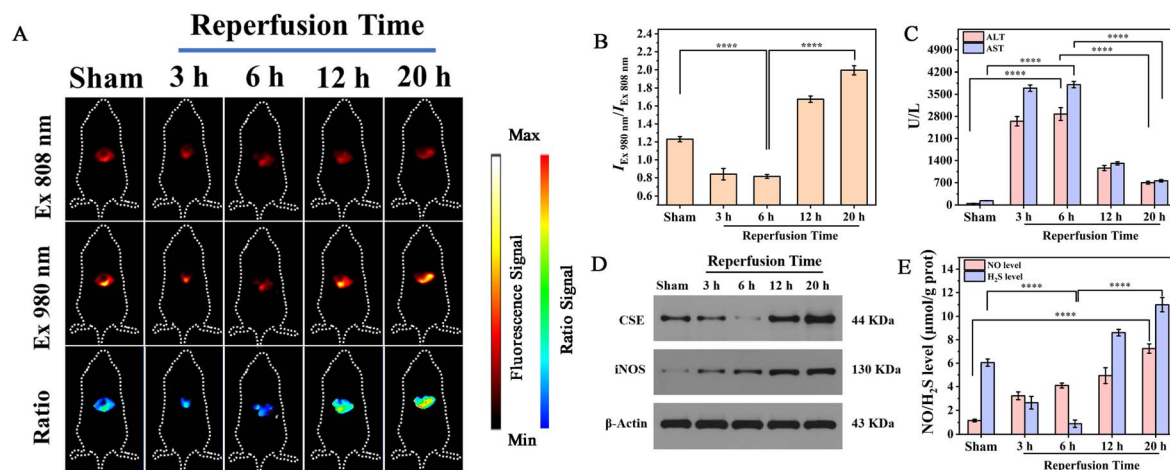 A
Reperfusion Time
Sham 3 h 6 h 12 h 20 h
Ex 808 nm
Ex 980 nm
Ratio
Max
Fluorescence Signal
Ratio Signal
Min
B
I Ex 980 nm/I Ex 808 nm
2.2
2.0
1.8
1.6
1.4
1.2
1.0
0.8
0.6
**** ****
Sham 3 h 6 h 12 h 20 h
Reperfusion Time
C
U/L
ALT
AST
4900
4200
3500
2800
2100
1400
700
0
****
****
****
****
Sham 3 h 6 h 12 h 20 h
Reperfusion Time
D
Reperfusion Time
Sham 3 h 6 h 12 h 20 h
CSE 44 KDa
iNOS 130 KDa
β-Actin 43 KDa
E
NO/H₂S level (μmol/g prot)
NO level
H₂S level
14
12
10
8
6
4
2
0
**** ****
****
Sham 3 h 6 h 12 h 20 h
Reperfusion Time